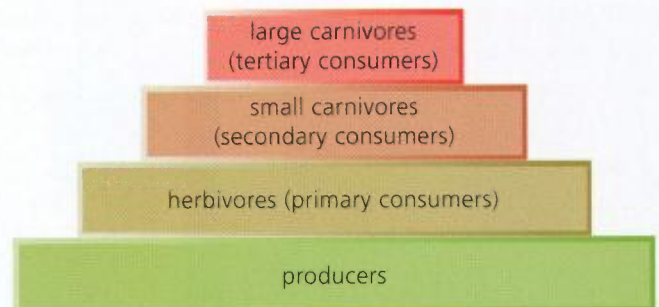 large carnivores
(tertiary consumers)
small carnivores
(secondary consumers)
herbivores (primary consumers)
producers